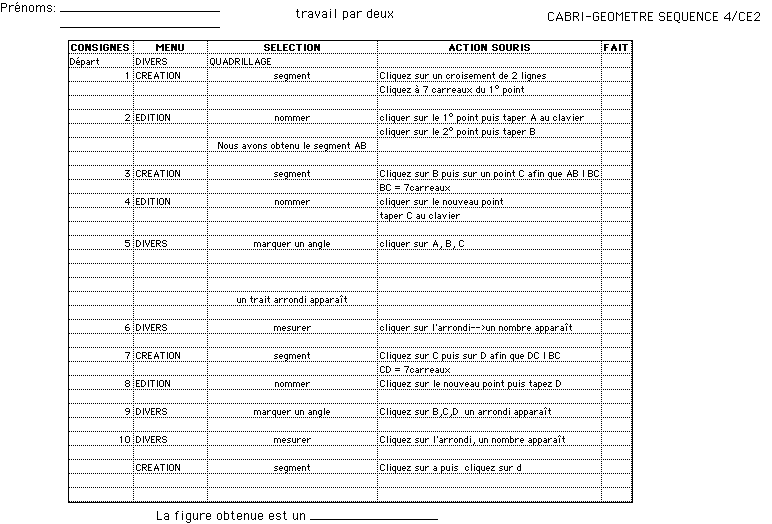 Prénoms:
travail par deux
CABRI-GEOMETRE SEQUENCE 4/CE2
CONSIGNES MENU SELECTION ACTION SOURIS FAIT
Départ DIVERS QUADRILLAGE
1 CREATION segment Cliquez sur un croisement de 2 lignes
Cliquez à 7 carreaux du 1° point
2 EDITION nommer cliquer sur le 1° point puis taper A au clavier
cliquer sur le 2° point puis taper B
Nous avons obtenu le segment AB
3 CREATION segment Cliquez sur B puis sur un point C afin que AB l BC
BC = 7carreaux
4 EDITION nommer cliquer sur le nouveau point
taper C au clavier
5 DIVERS marquer un angle cliquer sur A, B, C
un trait arrondi apparaît
6 DIVERS mesurer cliquer sur l'arrondi-->un nombre apparaît
7 CREATION segment Cliquez sur C puis sur D afin que DC l BC
CD = 7carreaux
8 EDITION nommer Cliquez sur le nouveau point puis tapez D
9 DIVERS marquer un angle Cliquez sur B,C,D un arrondi apparaît
10 DIVERS mesurer Cliquez sur l'arrondi, un nombre apparaît
CREATION segment Cliquez sur a puis cliquez sur d
La figure obtenue est un